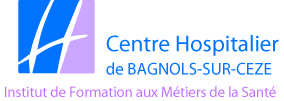 Centre Hospitalier
de BAGNOLS-SUR-CEZE
Institut de Formation aux Métiers de la Santé